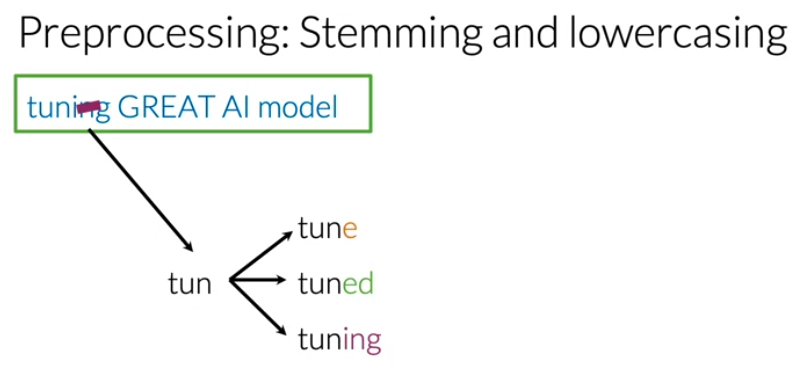 Preprocessing: Stemming and lowercasing
tuning GREAT AI model
tune
tun
tuned
tuning